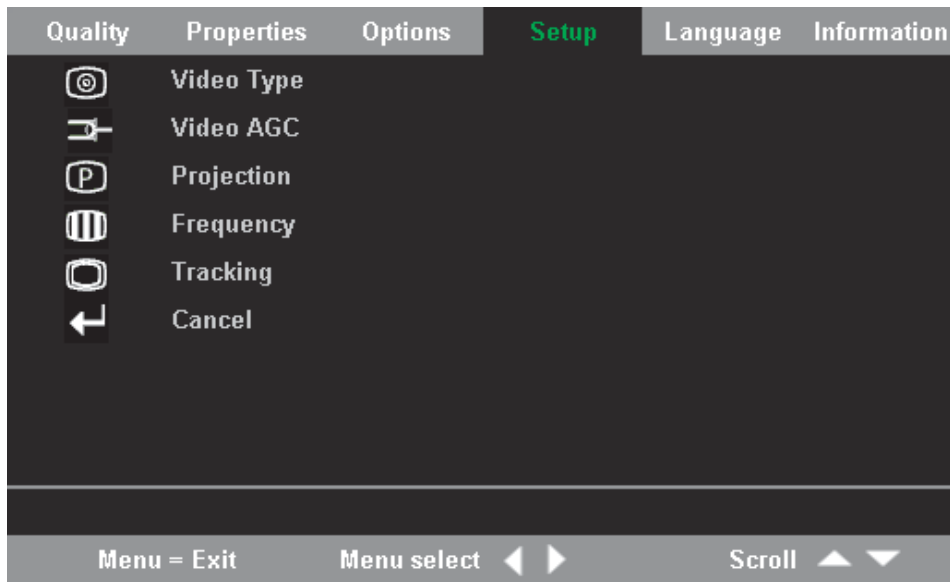 Quality Properties Options Setup Language Information
Video Type
Video AGC
P Projection
Frequency
Tracking
Cancel
Menu = Exit Menu select Scroll